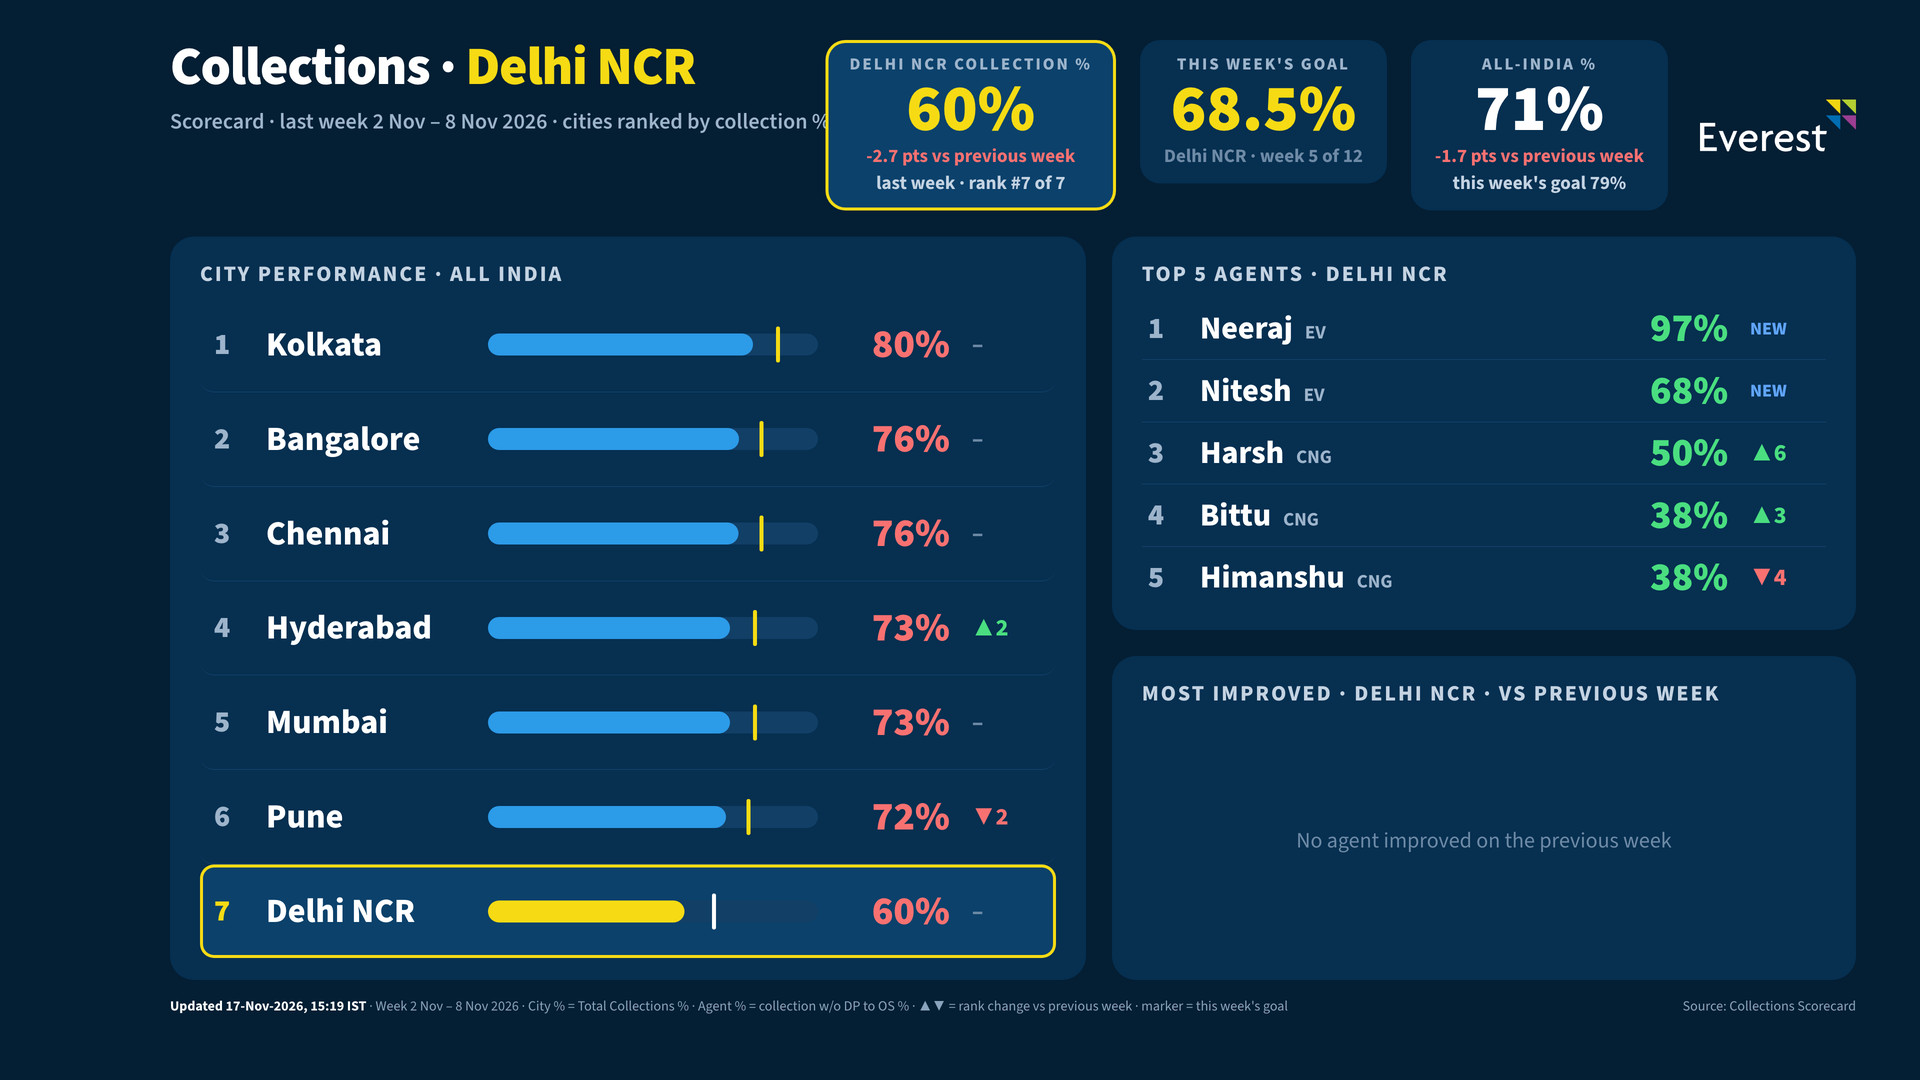 Collections · Delhi NCR
Scorecard · last week 2 Nov – 8 Nov 2026 · cities ranked by collection %
DELHI NCR COLLECTION %
60%
-2.7 pts vs previous week
last week · rank #7 of 7
THIS WEEK'S GOAL
68.5%
Delhi NCR · week 5 of 12
ALL-INDIA %
71%
-1.7 pts vs previous week
this week's goal 79%
Everest
CITY PERFORMANCE · ALL INDIA
1 Kolkata 80% –
2 Bangalore 76% –
3 Chennai 76% –
4 Hyderabad 73% ▲2
5 Mumbai 73% –
6 Pune 72% ▼2
7 Delhi NCR 60% –
TOP 5 AGENTS · DELHI NCR
1 Neeraj EV 97% NEW
2 Nitesh EV 68% NEW
3 Harsh CNG 50% ▲6
4 Bittu CNG 38% ▲3
5 Himanshu CNG 38% ▼4
MOST IMPROVED · DELHI NCR · VS PREVIOUS WEEK
No agent improved on the previous week
Updated 17-Nov-2026, 15:19 IST · Week 2 Nov – 8 Nov 2026 · City % = Total Collections % · Agent % = collection w/o DP to OS % · ▲▼ = rank change vs previous week · marker = this week's goal
Source: Collections Scorecard